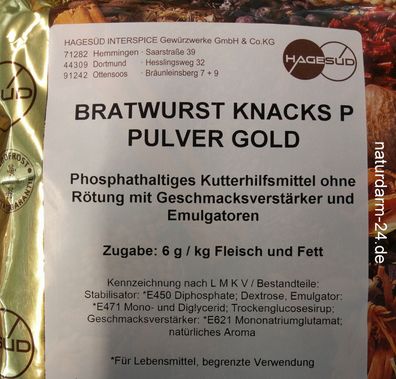 HAGESÜD INTERSPICE Gewürzwerke GmbH & Co.KG
71282 Hemmingen · Saarstraße 39
44309 Dortmund · Hesslingsweg 32
91242 Ottensoos · Bräunleinsberg 7 + 9
HAGESÜD
BRATWURST KNACKS P
PULVER GOLD
Phosphathaltiges Kutterhilfsmittel ohne
Rötung mit Geschmacksverstärker und
Emulgatoren
Zugabe: 6 g / kg Fleisch und Fett
Kennzeichnung nach L M K V / Bestandteile:
Stabilisator: *E450 Diphosphate; Dextrose, Emulgator:
*E471 Mono- und Diglycerid; Trockenglucosesirup;
Geschmacksverstärker: *E621 Mononatriumglutamat;
natürliches Aroma
*Für Lebensmittel, begrenzte Verwendung
naturdarm-24.de